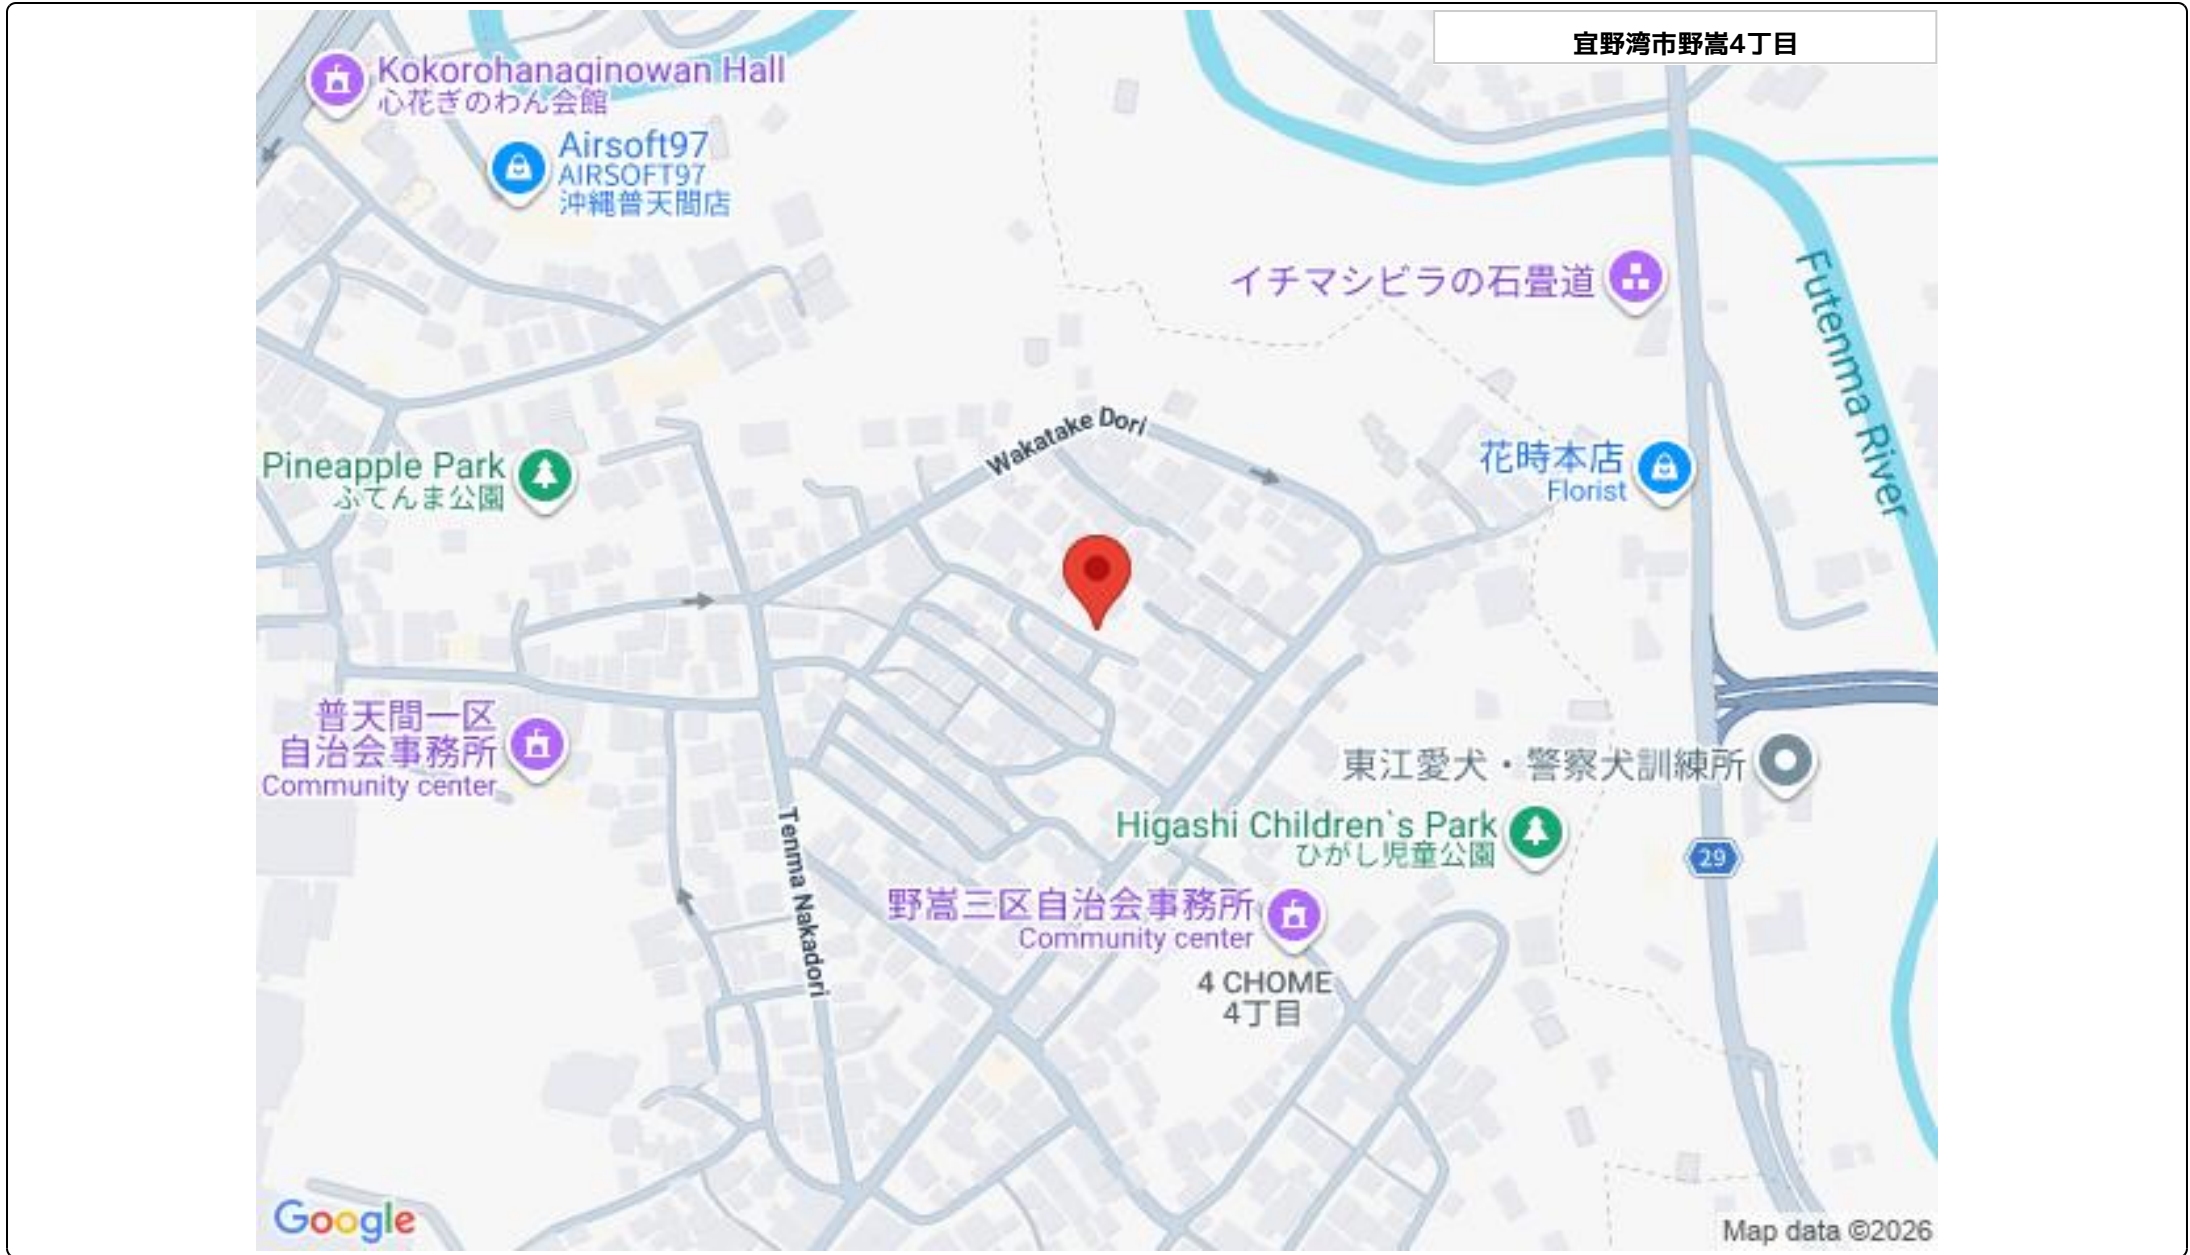 宜野湾市野嵩4丁目
Kokorohanaginowan Hall
心花ぎのわん会館
Airsoft97
AIRSOFT97
沖縄普天間店
イチマシビラの石畳道
Futenma River
Wakatake Dori
花時本店
Florist
Pineapple Park
ふてんま公園
普天間一区
自治会事務所
Community center
東江愛犬・警察犬訓練所
Higashi Children`s Park
ひがし児童公園
29
Tenma Nakadori
野嵩三区自治会事務所
Community center
4 CHOME
4丁目
Google
Map data ©2026